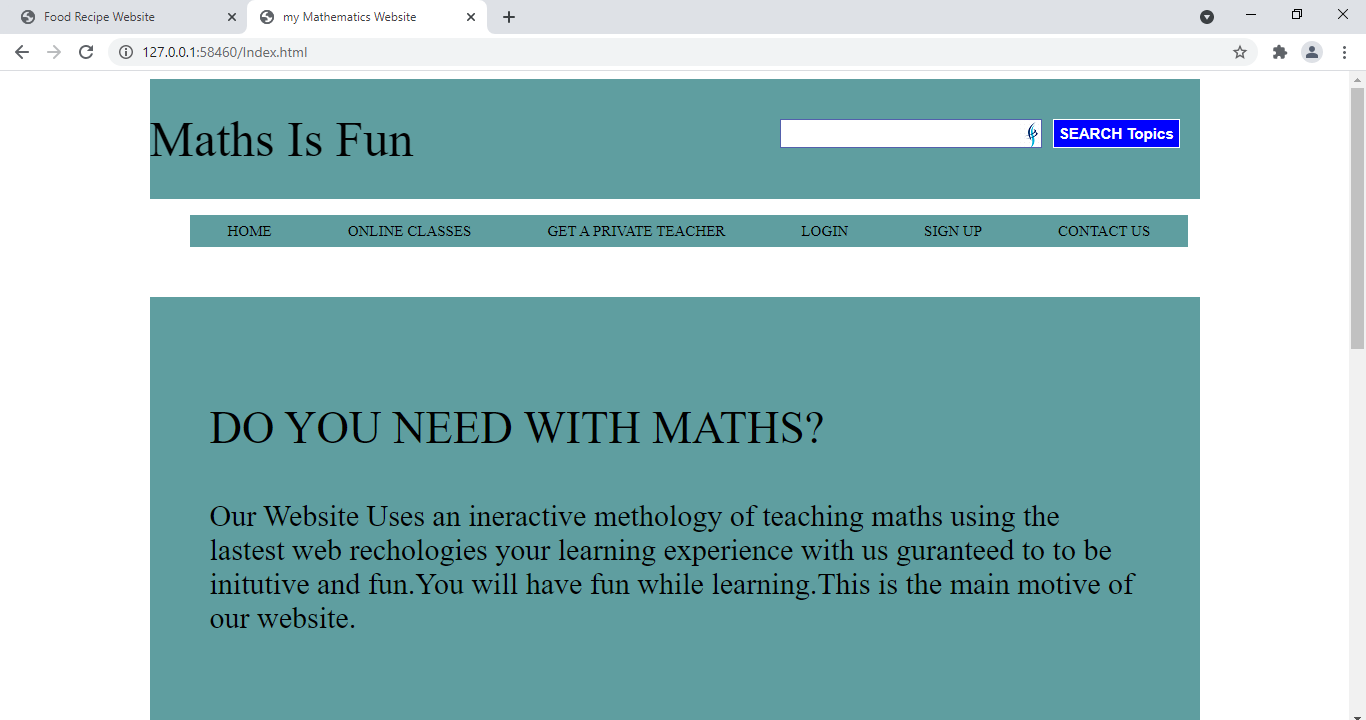 Food Recipe Website
my Mathematics Website
127.0.0.1:58460/Index.html
Maths Is Fun
SEARCH Topics
HOME ONLINE CLASSES GET A PRIVATE TEACHER LOGIN SIGN UP CONTACT US
DO YOU NEED WITH MATHS?
Our Website Uses an ineractive methology of teaching maths using the
lastest web rechologies your learning experience with us guranteed to to be
initutive and fun.You will have fun while learning.This is the main motive of
our website.